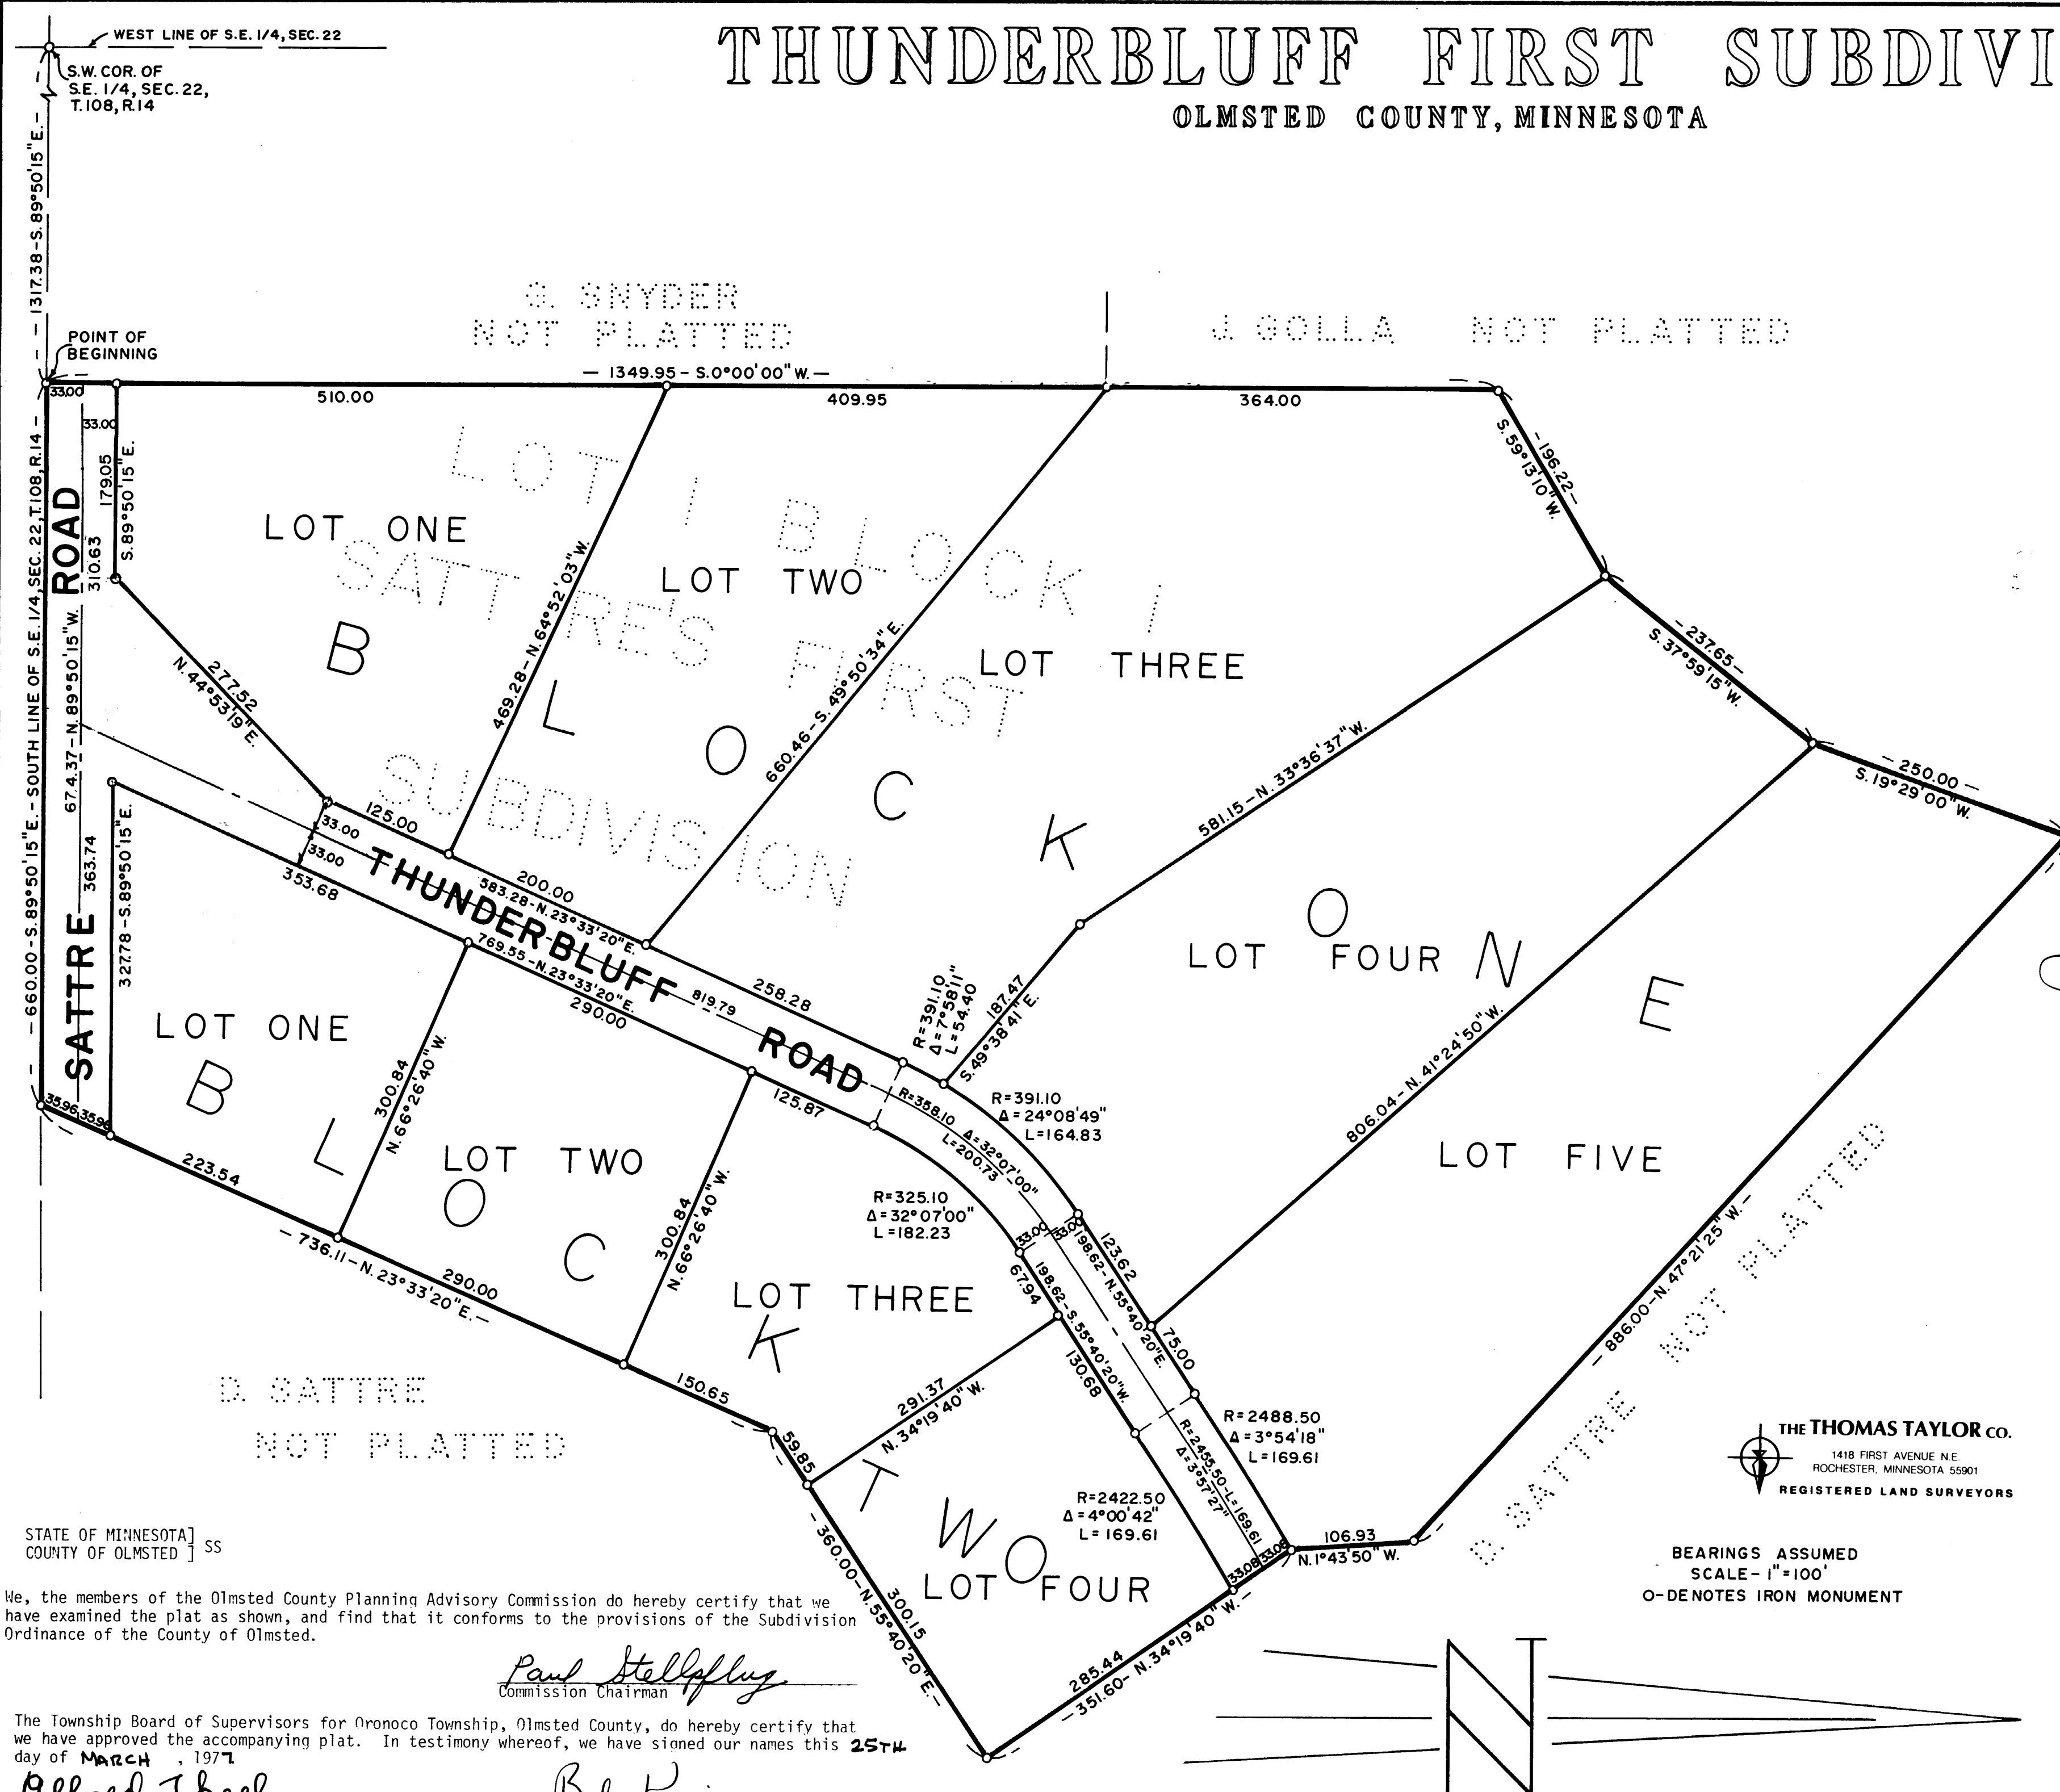 WEST LINE OF S.E. 1/4, SEC. 22
S.W. COR. OF
S.E. 1/4, SEC. 22,
T.108, R.14
THUNDERBLUFF FIRST SUBDIVI
OLMSTED COUNTY, MINNESOTA
— 1317.38 – S.89°50'15"E. –
G. SNYDER
NOT PLATTED
J. GOLLA NOT PLATTED
POINT OF
BEGINNING
— 1349.95 – S.0°00'00"W. —
33.00
510.00
409.95
364.00
33.00
179.05
S.89°50'15"E.
310.63
— 660.00 – S.89°50'15"E. – SOUTH LINE OF S.E. 1/4, SEC. 22, T.108, R.14 –
SATTRE ROAD
674.37 – N.89°50'15"W.
363.74
327.78 – S.89°50'15"E.
LOT 1 BLOCK 1
SATTRE'S FIRST
SUBDIVISION
LOT ONE
LOT TWO
LOT THREE
LOT FOUR
LOT FIVE
BLOCK ONE
277.52
N.44°53'19"E.
469.28 – N.64°52'03"W.
660.46 – S.49°50'34"E.
581.15 – N.33°36'37"W.
– 196.22 –
S.59°13'10"W.
– 237.65 –
S.37°59'15"W.
– 250.00 –
S.19°29'00"W.
125.00
33.00
33.00
200.00
583.28 – N.23°33'20"E.
THUNDERBLUFF ROAD
353.68
769.55 – N.23°33'20"E.
290.00
819.79
258.28
125.87
R=391.10
Δ=7°58'11"
L=54.40
187.47
S.49°38'41"E.
R=391.10
Δ=24°08'49"
L=164.83
R=358.10 Δ=32°07'00"
L=200.73
R=325.10
Δ=32°07'00"
L=182.23
806.04 – N.41°24'50"W.
— 886.00 – N.47°21'25"W. –
33.00
33.00
123.62
198.62 – N.55°40'20"E.
75.00
67.94
198.62 – S.55°40'20"W.
130.68
R=2488.50
Δ=3°54'18"
L=169.61
R=2455.50 – L=169.61
Δ=3°57'27"
R=2422.50
Δ=4°00'42"
L=169.61
33.08
33.08
106.93
N.1°43'50"W.
LOT ONE
LOT TWO
LOT THREE
LOT FOUR
BLOCK TWO
35.96
35.96
223.54
300.84
N.66°26'40"W.
300.84
N.66°26'40"W.
– 736.11 – N.23°33'20"E. –
290.00
150.65
59.85
291.37
N.34°19'40"W.
– 360.00 – N.55°40'20"E. –
300.15
285.44
– 351.60 – N.34°19'40"W. –
D. SATTRE
NOT PLATTED
D. SATTRE NOT PLATTED
THE THOMAS TAYLOR CO.
1418 FIRST AVENUE N.E.
ROCHESTER, MINNESOTA 55901
REGISTERED LAND SURVEYORS
BEARINGS ASSUMED
SCALE – 1"=100'
O–DENOTES IRON MONUMENT
N
STATE OF MINNESOTA]
COUNTY OF OLMSTED ] SS
We, the members of the Olmsted County Planning Advisory Commission do hereby certify that we
have examined the plat as shown, and find that it conforms to the provisions of the Subdivision
Ordinance of the County of Olmsted.
Paul Stellpflug
Commission Chairman
The Township Board of Supervisors for Oronoco Township, Olmsted County, do hereby certify that
we have approved the accompanying plat. In testimony whereof, we have signed our names this 25TH
day of MARCH , 1977